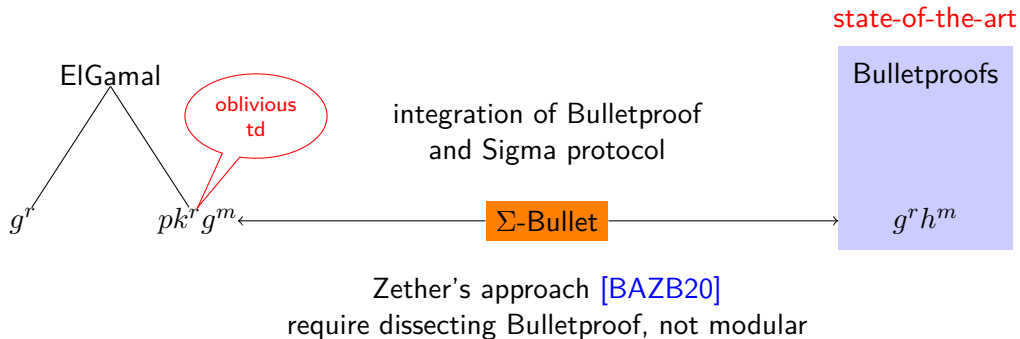 state-of-the-art
ElGamal
Bulletproofs
oblivious
td
integration of Bulletproof
and Sigma protocol
g^r
pk^r g^m
Σ-Bullet
g^r h^m
Zether's approach [BAZB20]
require dissecting Bulletproof, not modular